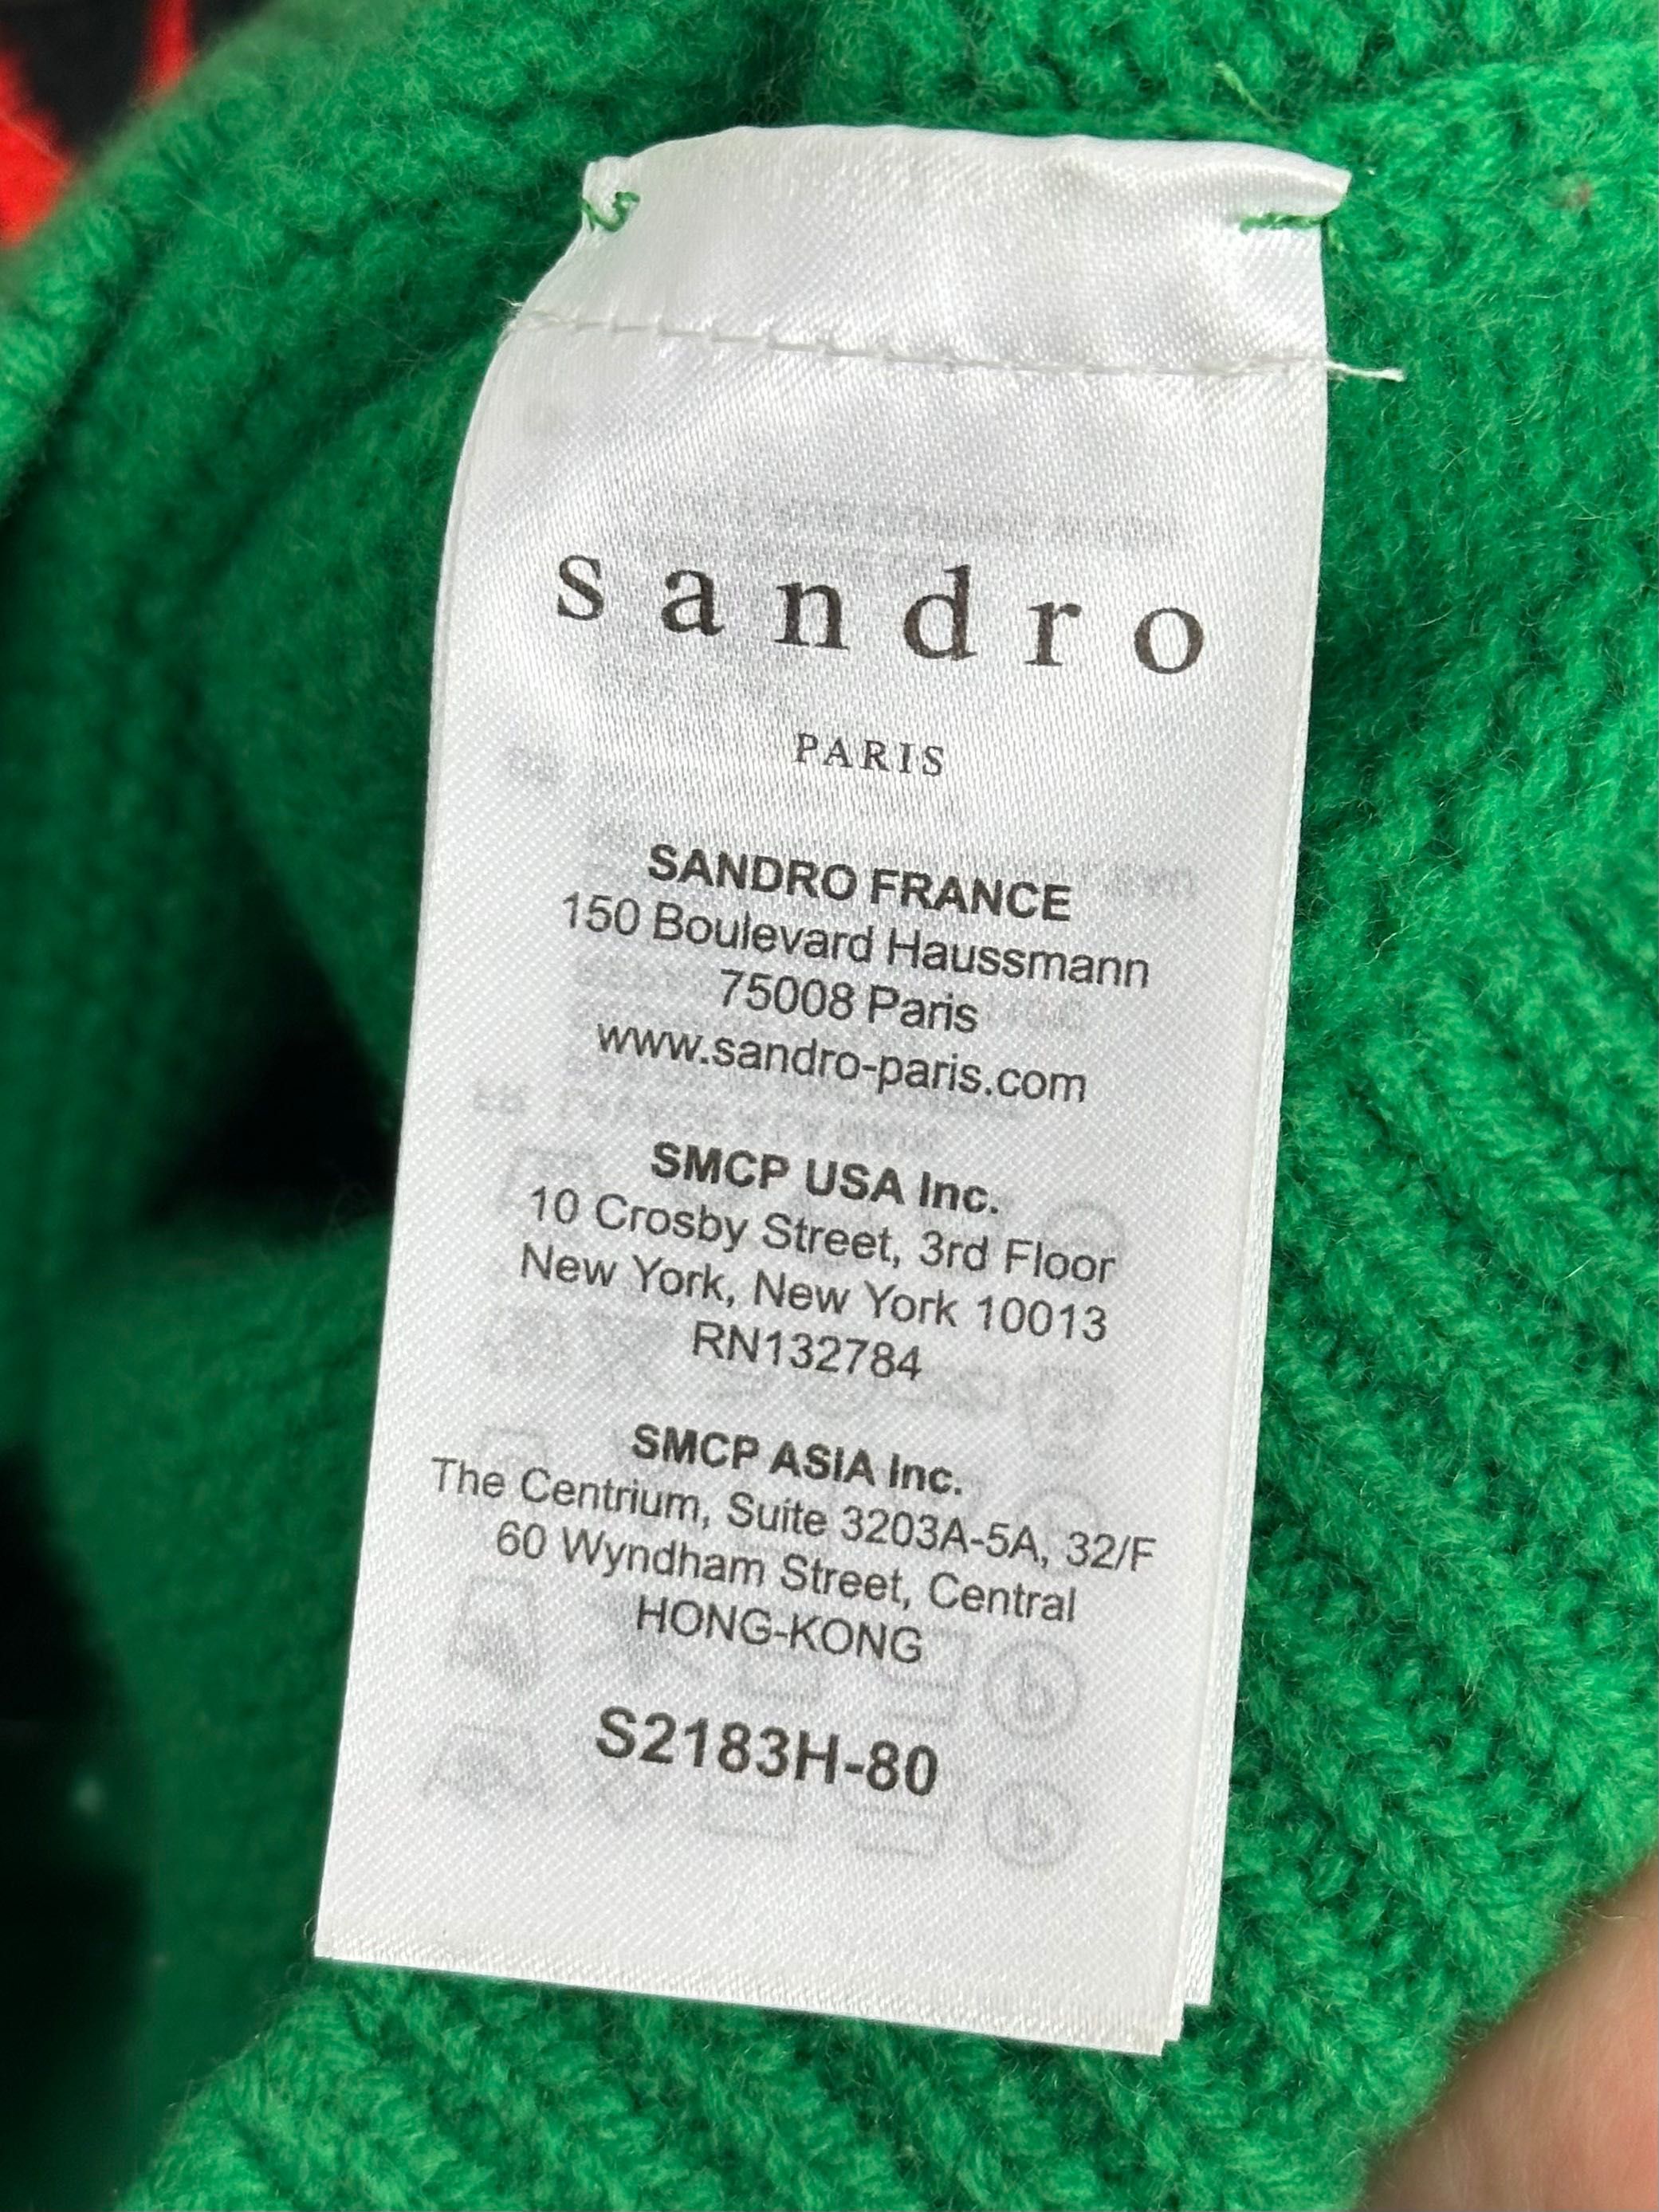 sandro
PARIS
SANDRO FRANCE
150 Boulevard Haussmann
75008 Paris
www.sandro-paris.com
SMCP USA Inc.
10 Crosby Street, 3rd Floor
New York, New York 10013
RN132784
SMCP ASIA Inc.
The Centrium, Suite 3203A-5A, 32/F
60 Wyndham Street, Central
HONG-KONG
S2183H-80